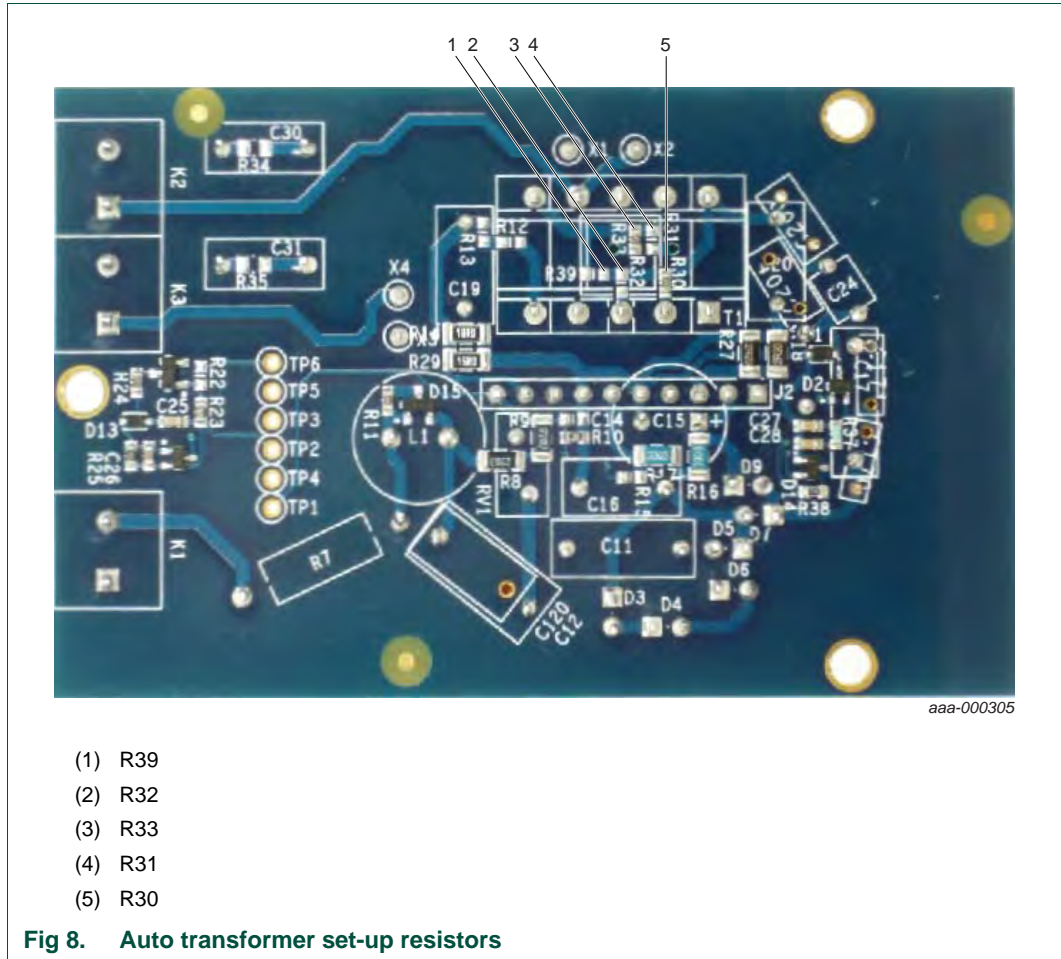 1 2 3 4 5
C30
R34
K2
X1
X2
C31
R35
K3
X4
R13
R12
R33
R31
R39
R32
R30
C19
T1
C24
R29
R27
TP6
TP5
TP3
TP2
TP4
TP1
R22
R23
C25
D13
R25
C26
R11
D15
L1
J2
D2
R9
C14
C15
+
R10
C27
C28
R8
RV1
C16
R15
R16
D9
D14
R38
D5
D7
D6
K1
R7
C11
C120
C12
D3
D4
aaa-000305
(1) R39
(2) R32
(3) R33
(4) R31
(5) R30
Fig 8. Auto transformer set-up resistors